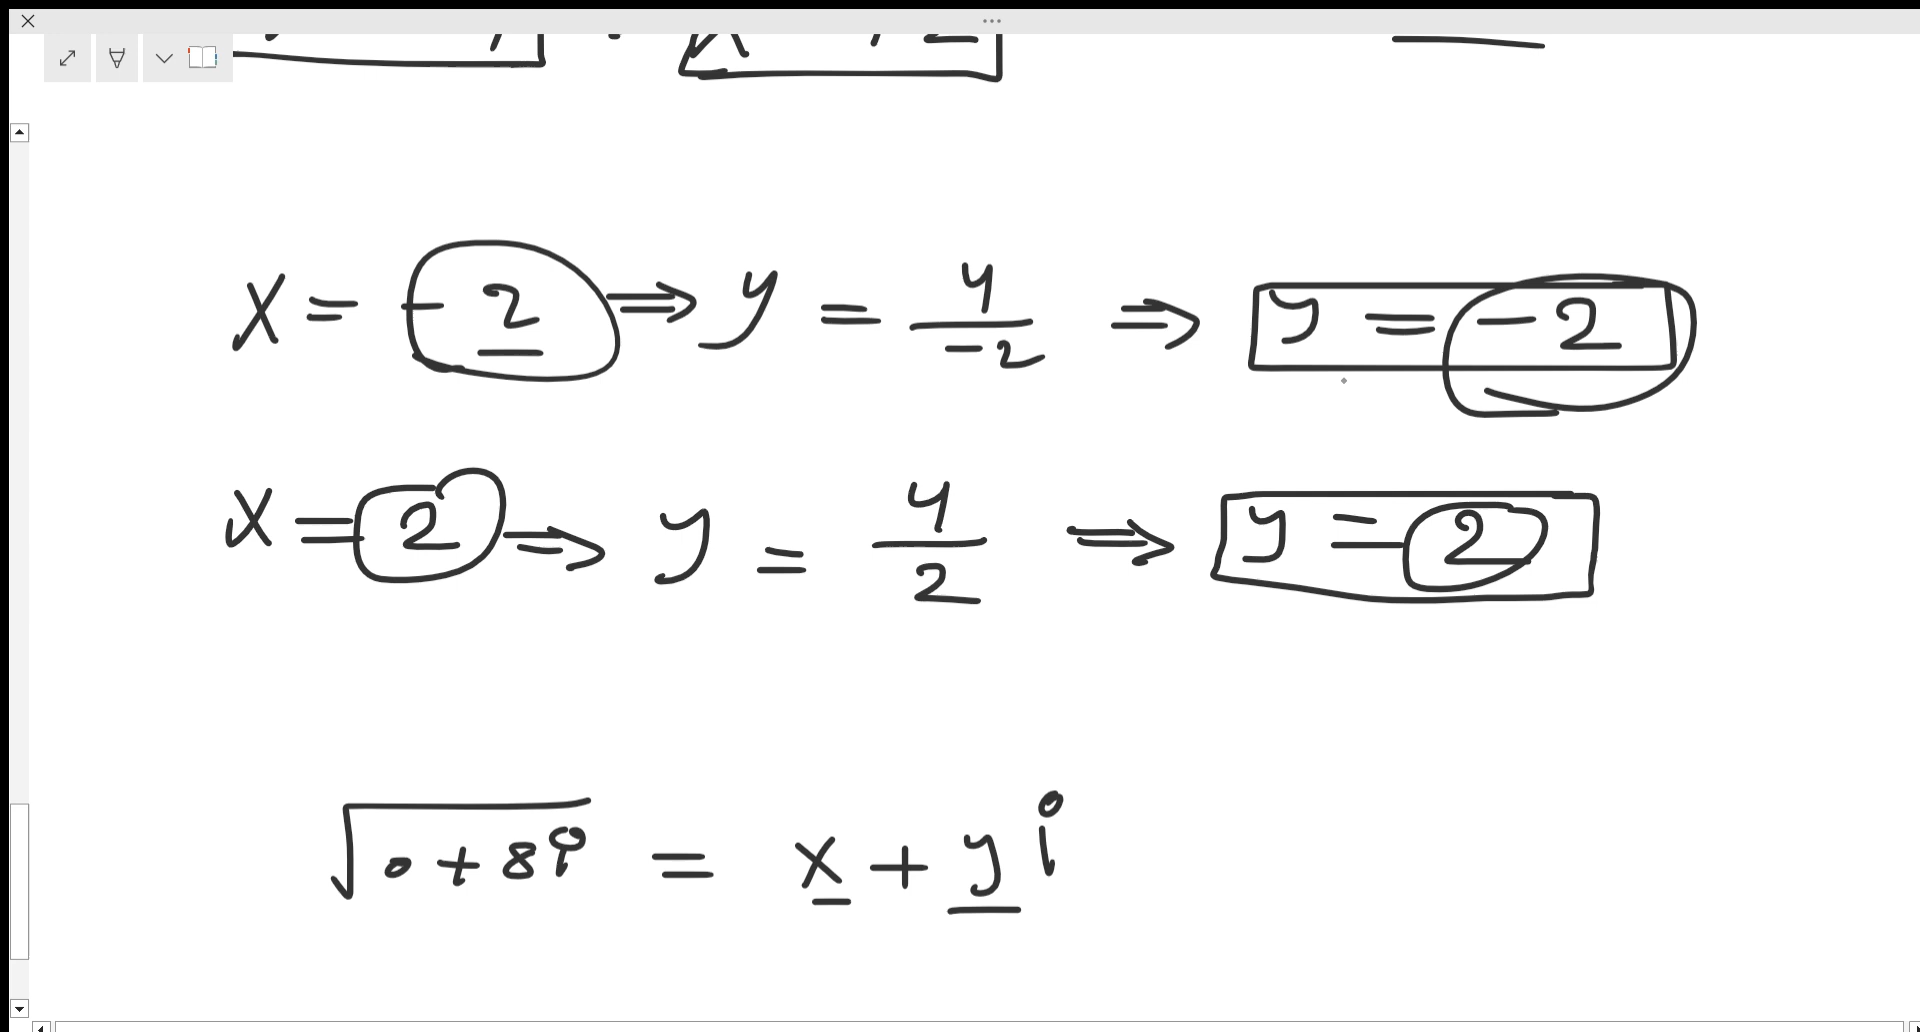 x = -2 ⇒ y = 4/-2 ⇒ y = -2
x = 2 ⇒ y = 4/2 ⇒ y = 2
√(0 + 8i) = x + yi